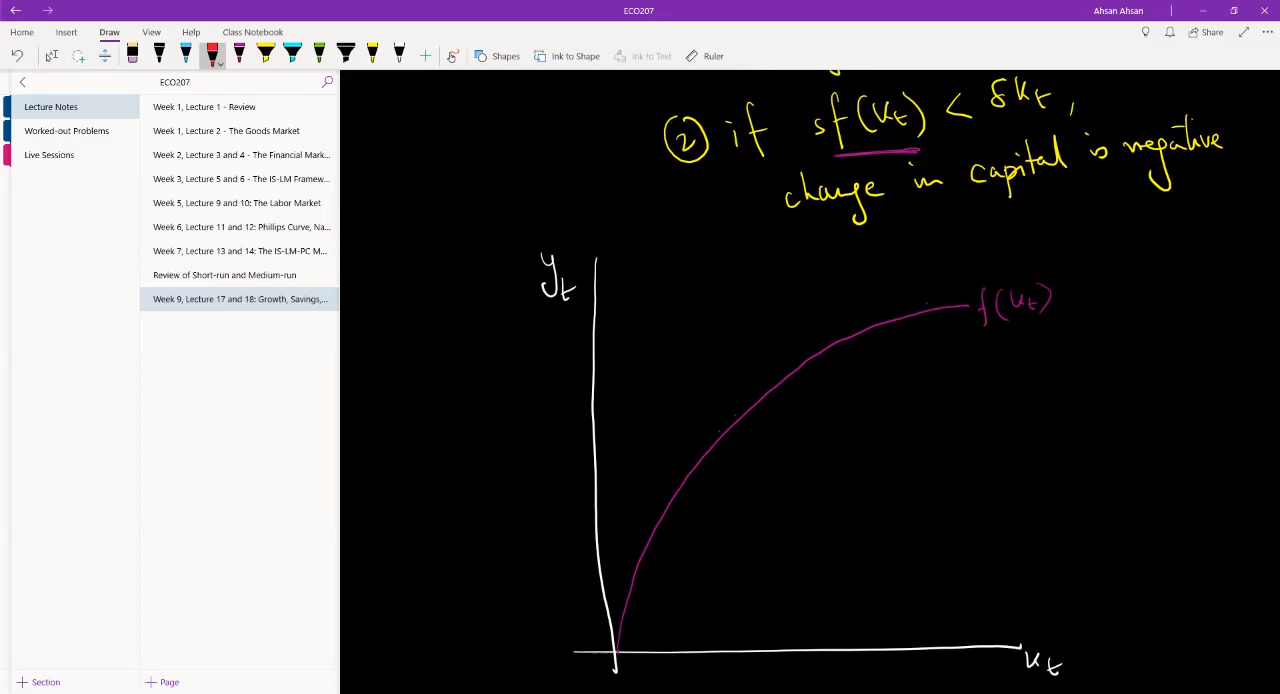 ECO207
Ahsan Ahsan
Home Insert Draw View Help Class Notebook
Share
Shapes Ink to Shape Ink to Text Ruler
ECO207
Lecture Notes
Worked-out Problems
Live Sessions
Week 1, Lecture 1 - Review
Week 1, Lecture 2 - The Goods Market
Week 2, Lecture 3 and 4 - The Financial Mark...
Week 3, Lecture 5 and 6 - The IS-LM Framew...
Week 5, Lecture 9 and 10: The Labor Market
Week 6, Lecture 11 and 12: Phillips Curve, Na...
Week 7, Lecture 13 and 14: The IS-LM-PC M...
Review of Short-run and Medium-run
Week 9, Lecture 17 and 18: Growth, Savings,...
+ Section
+ Page
② if sf(kt) < δkt,
change in capital is negative
yt
f(kt)
kt